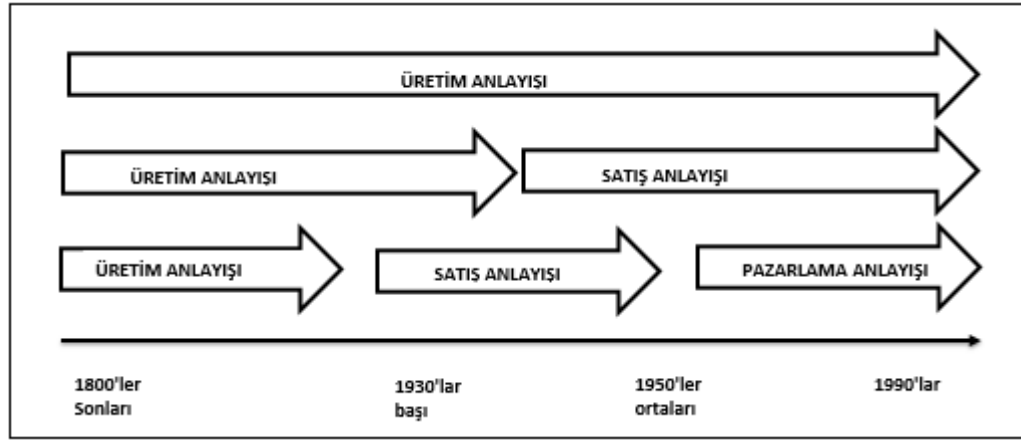 ÜRETİM ANLAYIŞI
ÜRETİM ANLAYIŞI
SATIŞ ANLAYIŞI
ÜRETİM ANLAYIŞI
SATIŞ ANLAYIŞI
PAZARLAMA ANLAYIŞI
1800'ler
Sonları
1930'lar
başı
1950'ler
ortaları
1990'lar